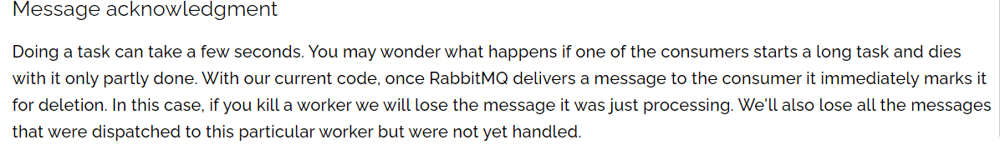 Message acknowledgment
Doing a task can take a few seconds. You may wonder what happens if one of the consumers starts a long task and dies
with it only partly done. With our current code, once RabbitMQ delivers a message to the consumer it immediately marks it
for deletion. In this case, if you kill a worker we will lose the message it was just processing. We'll also lose all the messages
that were dispatched to this particular worker but were not yet handled.